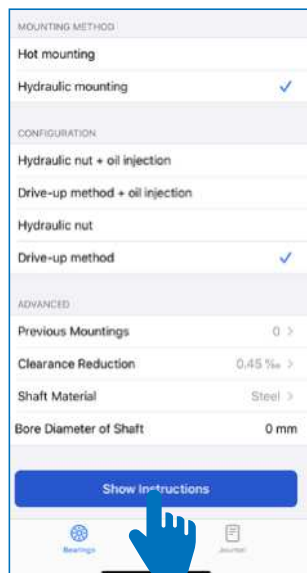 MOUNTING METHOD
Hot mounting
Hydraulic mounting
CONFIGURATION
Hydraulic nut + oil injection
Drive-up method + oil injection
Hydraulic nut
Drive-up method
ADVANCED
Previous Mountings 0 >
Clearance Reduction 0.45 ‰ >
Shaft Material Steel >
Bore Diameter of Shaft 0 mm
Show Instructions
Bearings Journal